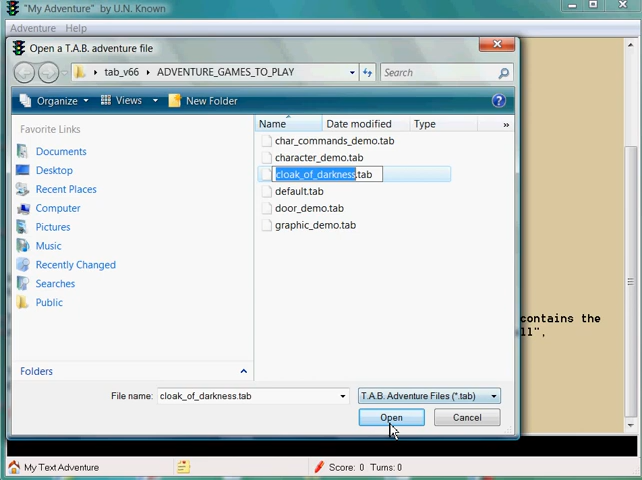 "My Adventure" by U.N. Known
Adventure Help
Open a T.A.B. adventure file
tab_v66 ADVENTURE_GAMES_TO_PLAY Search
Organize Views New Folder
Favorite Links
Documents
Desktop
Recent Places
Computer
Pictures
Music
Recently Changed
Searches
Public
Folders
Name Date modified Type »
char_commands_demo.tab
character_demo.tab
cloak_of_darkness.tab
default.tab
door_demo.tab
graphic_demo.tab
contains the
ll",
File name: cloak_of_darkness.tab T.A.B. Adventure Files (*.tab)
Open Cancel
My Text Adventure Score: 0 Turns: 0